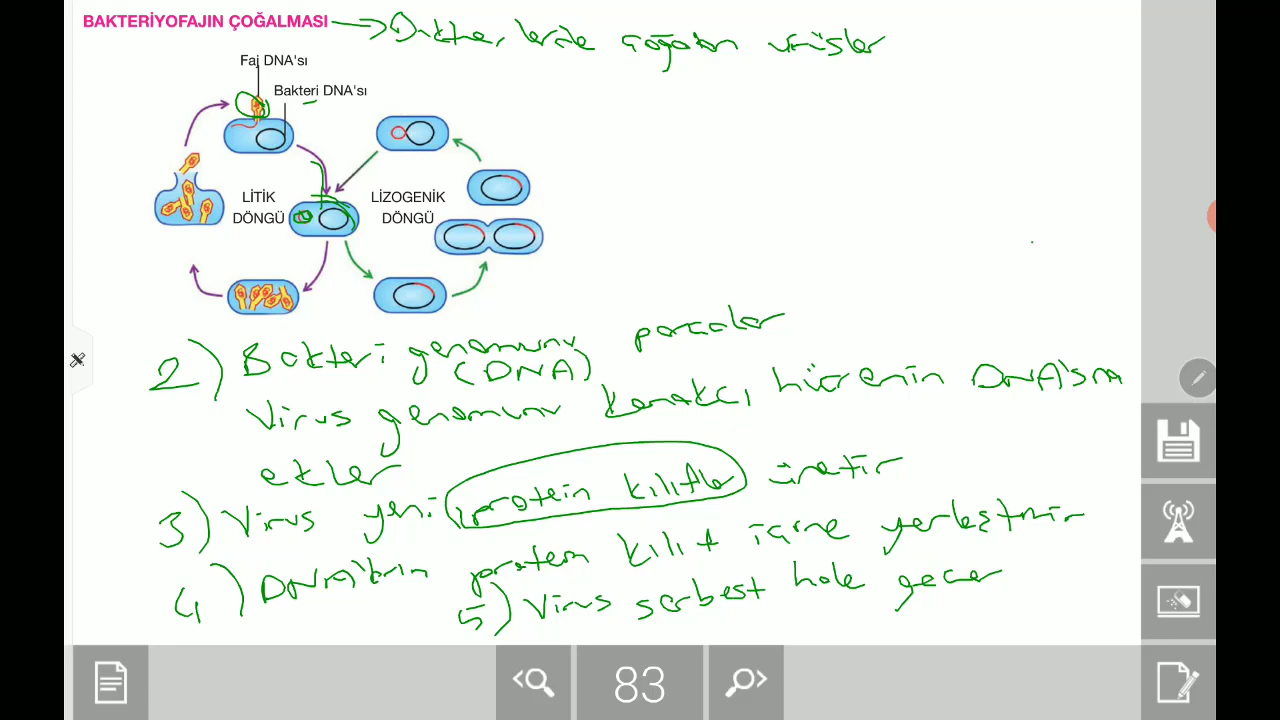 BAKTERİYOFAJIN ÇOĞALMASI → Bakterilerde çoğalan virüsler
Faj DNA'sı
Bakteri DNA'sı
LİTİK
DÖNGÜ
LİZOGENİK
DÖNGÜ
2) Bakteri genomunu (DNA) parçalar
Virus genomunu konakçı hücrenin DNA'sına
ekler
3) Virus yeni protein kılıflar üretir
4) DNA'ların protein kılıf içine yerleştirir
5) Virus serbest hale geçer
83